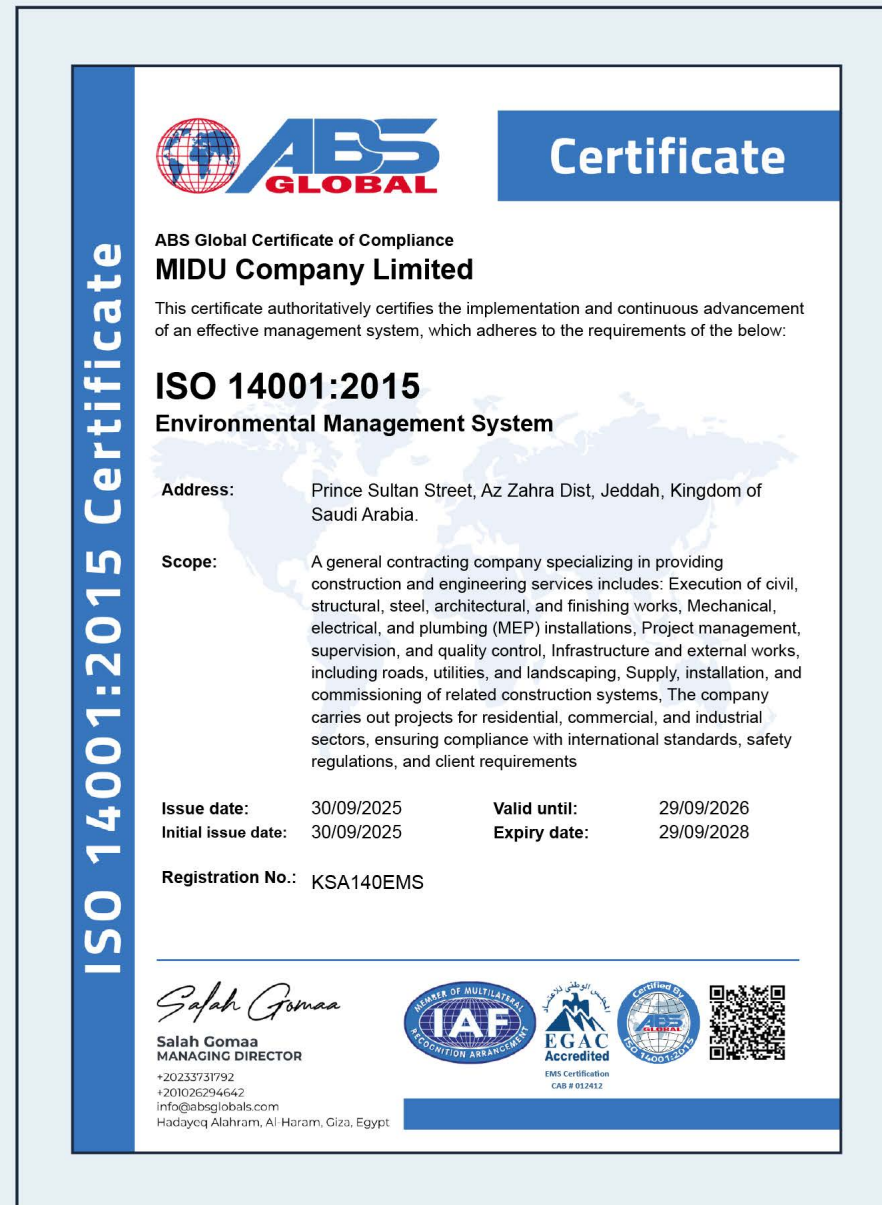 ISO 14001:2015 Certificate
ABS
GLOBAL
Certificate
ABS Global Certificate of Compliance
MIDU Company Limited
This certificate authoritatively certifies the implementation and continuous advancement
of an effective management system, which adheres to the requirements of the below:
ISO 14001:2015
Environmental Management System
Address: Prince Sultan Street, Az Zahra Dist, Jeddah, Kingdom of
Saudi Arabia.
Scope: A general contracting company specializing in providing
construction and engineering services includes: Execution of civil,
structural, steel, architectural, and finishing works, Mechanical,
electrical, and plumbing (MEP) installations, Project management,
supervision, and quality control, Infrastructure and external works,
including roads, utilities, and landscaping, Supply, installation, and
commissioning of related construction systems, The company
carries out projects for residential, commercial, and industrial
sectors, ensuring compliance with international standards, safety
regulations, and client requirements
Issue date: 30/09/2025 Valid until: 29/09/2026
Initial issue date: 30/09/2025 Expiry date: 29/09/2028
Registration No.: KSA140EMS
Salah Gomaa
Salah Gomaa
MANAGING DIRECTOR
+20233731792
+201026294642
info@absglobals.com
Hadayeq Alahram, Al-Haram, Giza, Egypt
MEMBER OF MULTILATERAL
IAF
RECOGNITION ARRANGEMENT
المجلس الوطني للاعتماد
EGAC
Accredited
EMS Certification
CAB # 012412
Certified By
ABS
GLOBAL
ISO 14001:2015